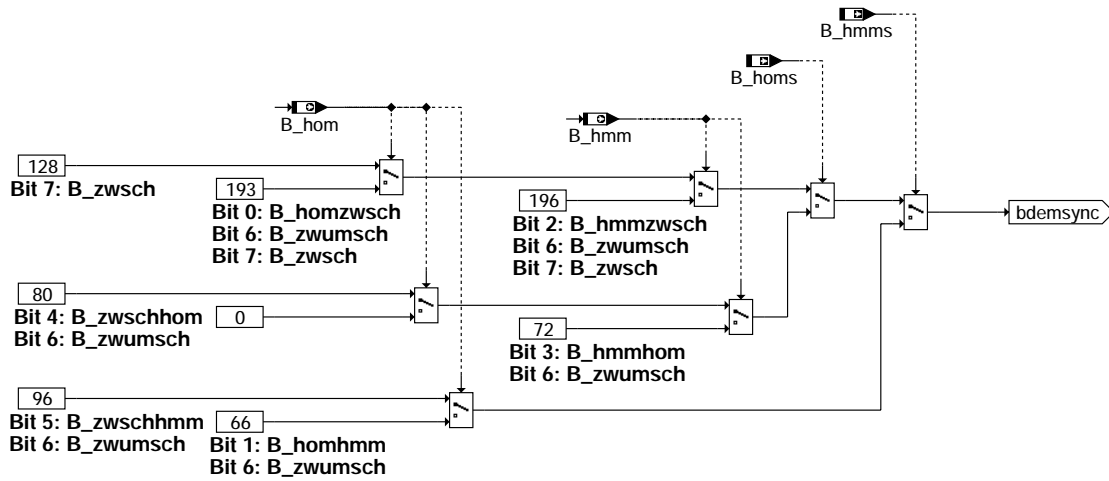 B_hmms
B_homs
B_hom
B_hmm
128
Bit 7: B_zwsch
193
Bit 0: B_homzwsch
Bit 6: B_zwumsch
Bit 7: B_zwsch
196
Bit 2: B_hmmzwsch
Bit 6: B_zwumsch
Bit 7: B_zwsch
bdemsync
80
Bit 4: B_zwschhom
Bit 6: B_zwumsch
0
72
Bit 3: B_hmmhom
Bit 6: B_zwumsch
96
Bit 5: B_zwschhmm
Bit 6: B_zwumsch
66
Bit 1: B_homhmm
Bit 6: B_zwumsch